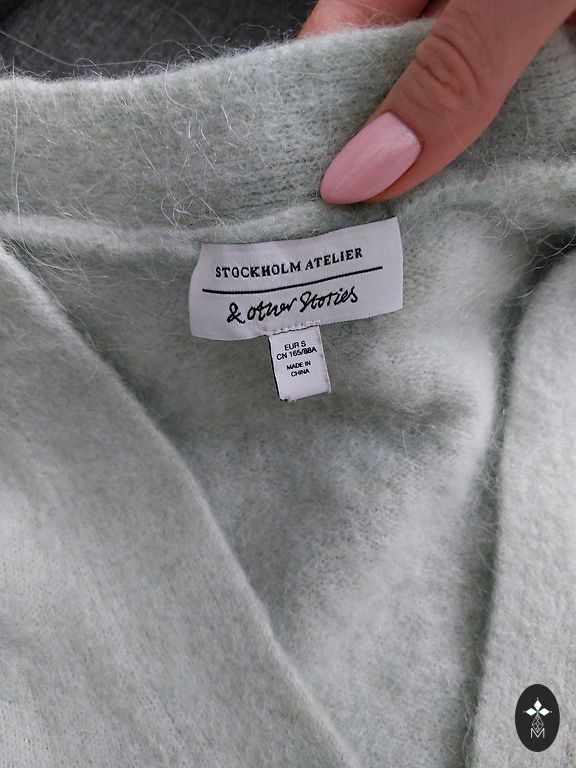 STOCKHOLM ATELIER
& other Stories
EUR S
CN 165/88A
MADE IN
CHINA
M